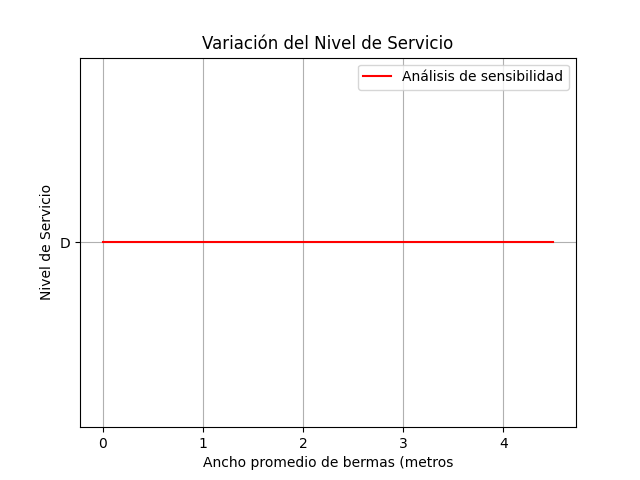 Variación del Nivel de Servicio
Análisis de sensibilidad
Nivel de Servicio
D
0 1 2 3 4
Ancho promedio de bermas (metros